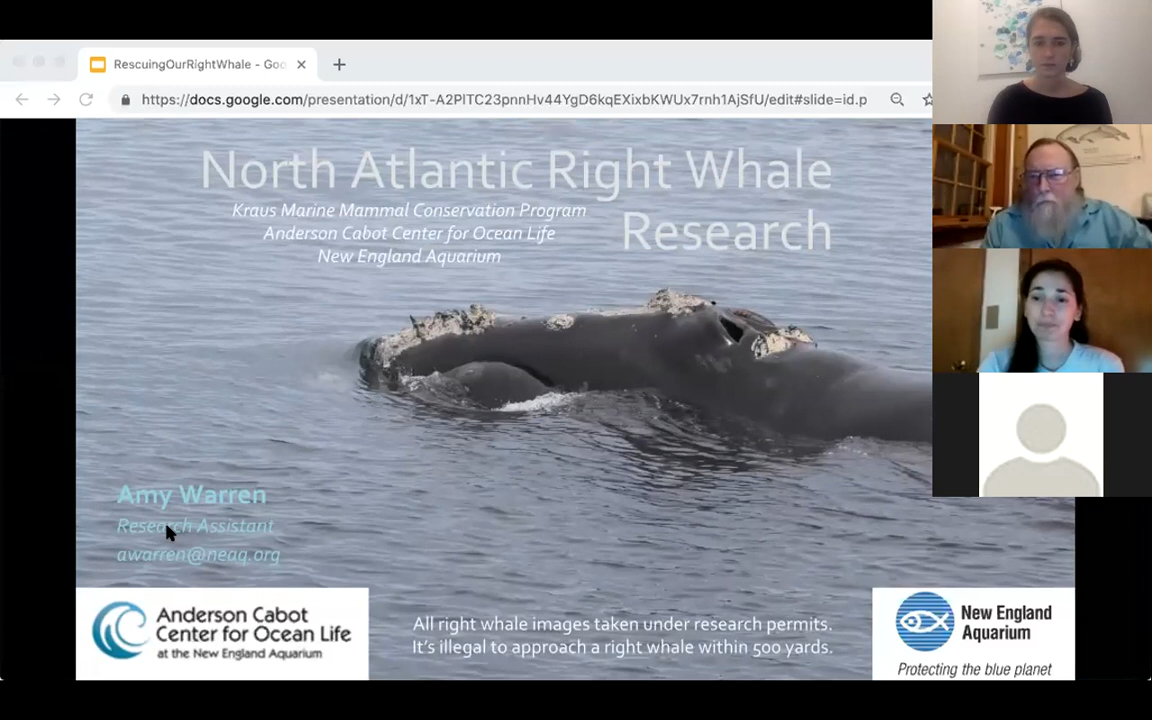 RescuingOurRightWhale - Goo
https://docs.google.com/presentation/d/1xT-A2PITC23pnnHv44YgD6kqEXixbKWUx7rnh1AjSfU/edit#slide=id.p
North Atlantic Right Whale
Research
Kraus Marine Mammal Conservation Program
Anderson Cabot Center for Ocean Life
New England Aquarium
Amy Warren
Research Assistant
awarren@neaq.org
Anderson Cabot
Center for Ocean Life
at the New England Aquarium
All right whale images taken under research permits.
It's illegal to approach a right whale within 500 yards.
New England
Aquarium
Protecting the blue planet